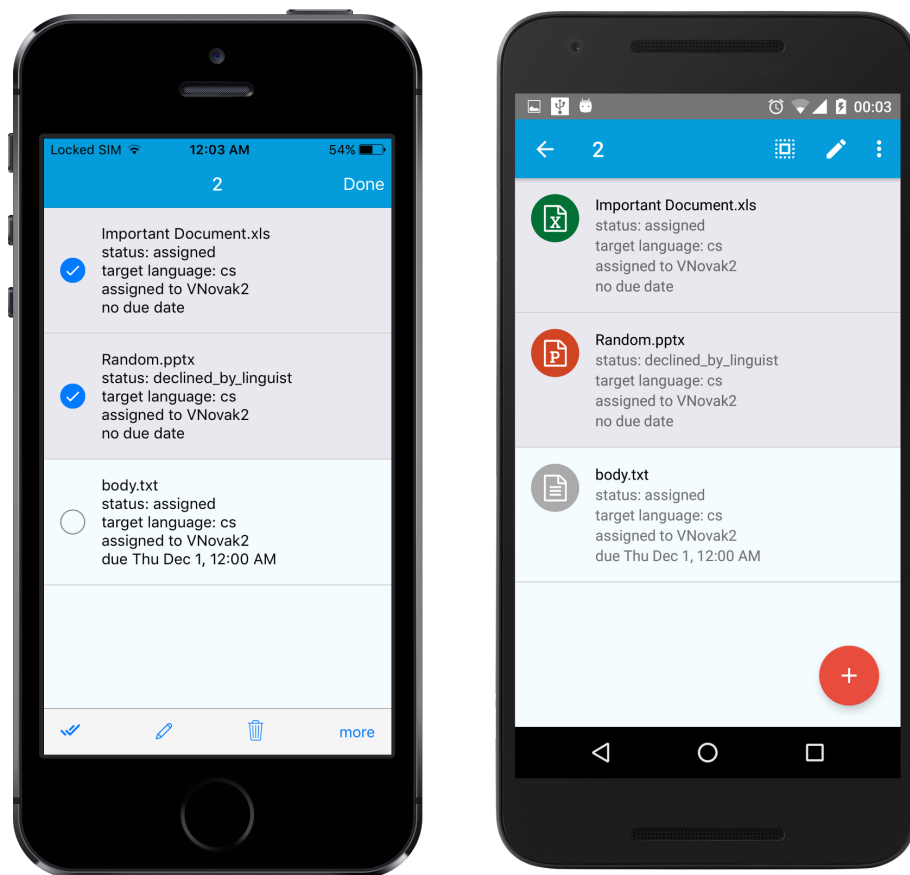 Locked SIM 12:03 AM 54%
2 Done
Important Document.xls
status: assigned
target language: cs
assigned to VNovak2
no due date
Random.pptx
status: declined_by_linguist
target language: cs
assigned to VNovak2
no due date
body.txt
status: assigned
target language: cs
assigned to VNovak2
due Thu Dec 1, 12:00 AM
more
00:03
2
X
Important Document.xls
status: assigned
target language: cs
assigned to VNovak2
no due date
P
Random.pptx
status: declined_by_linguist
target language: cs
assigned to VNovak2
no due date
body.txt
status: assigned
target language: cs
assigned to VNovak2
due Thu Dec 1, 12:00 AM
+